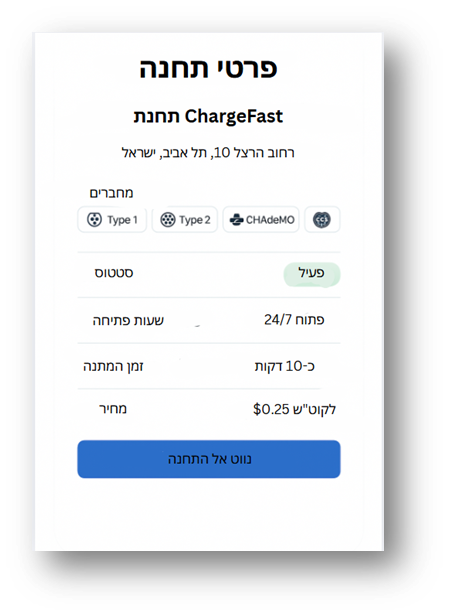 פרטי תחנה
תחנת ChargeFast
רחוב הרצל 10, תל אביב, ישראל
מחברים
Type 1 Type 2 CHAdeMO
סטטוס פעיל
שעות פתיחה פתוח 24/7
זמן המתנה כ-10 דקות
מחיר $0.25 לקוט"ש
נווט אל התחנה